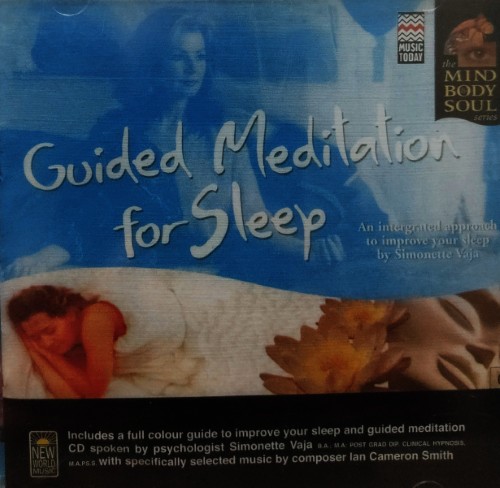 MUSIC
TODAY
the
MIND
BODY
SOUL
series
Guided Meditation
for Sleep
An intergrated approach
to improve your sleep
by Simonette Vaja
Includes a full colour guide to improve your sleep and guided meditation
CD spoken by psychologist Simonette Vaja B.A., M.A. POST GRAD DIP. CLINICAL HYPNOSIS,
M.A.P.S.S. with specifically selected music by composer Ian Cameron Smith
NEW
WORLD
MUSIC